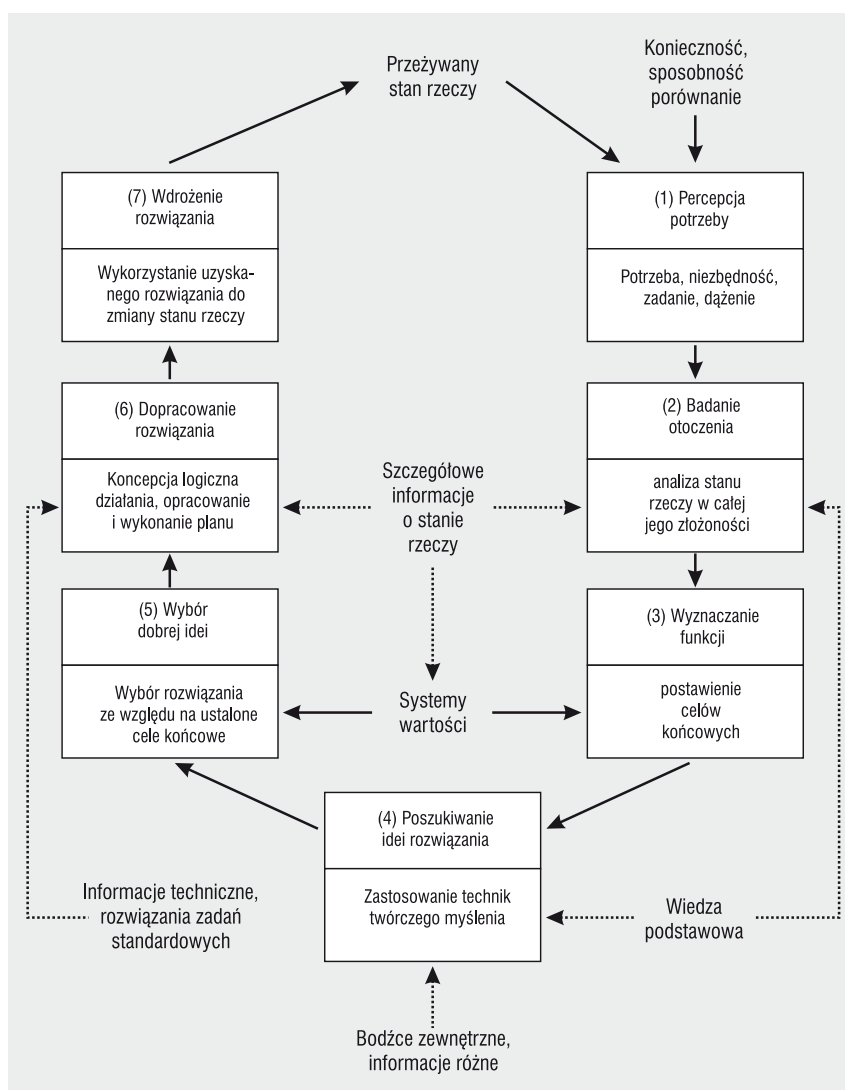 Przeżywany
stan rzeczy
Konieczność,
sposobność
porównanie
(1) Percepcja
potrzeby
Potrzeba, niezbędność,
zadanie, dążenie
(2) Badanie
otoczenia
analiza stanu
rzeczy w całej
jego złożoności
(3) Wyznaczanie
funkcji
postawienie
celów
końcowych
(4) Poszukiwanie
idei rozwiązania
Zastosowanie technik
twórczego myślenia
(5) Wybór
dobrej idei
Wybór rozwiązania
ze względu na ustalone
cele końcowe
(6) Dopracowanie
rozwiązania
Koncepcja logiczna
działania, opracowanie
i wykonanie planu
(7) Wdrożenie
rozwiązania
Wykorzystanie uzyska-
nego rozwiązania do
zmiany stanu rzeczy
Szczegółowe
informacje
o stanie
rzeczy
Systemy
wartości
Informacje techniczne,
rozwiązania zadań
standardowych
Wiedza
podstawowa
Bodźce zewnętrzne,
informacje różne